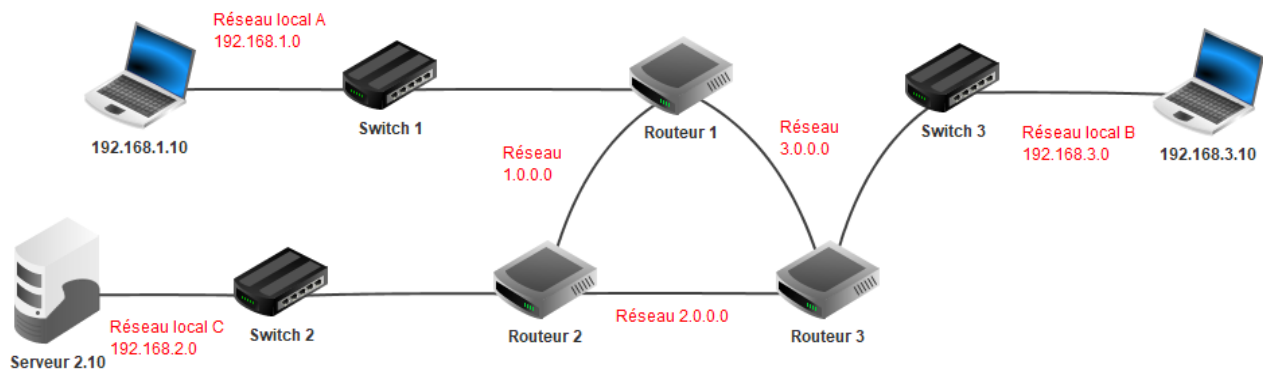 Réseau local A
192.168.1.0
192.168.1.10
Switch 1
Routeur 1
Réseau
1.0.0.0
Réseau
3.0.0.0
Switch 3
Réseau local B
192.168.3.0
192.168.3.10
Serveur 2.10
Réseau local C
192.168.2.0
Switch 2
Routeur 2
Réseau 2.0.0.0
Routeur 3